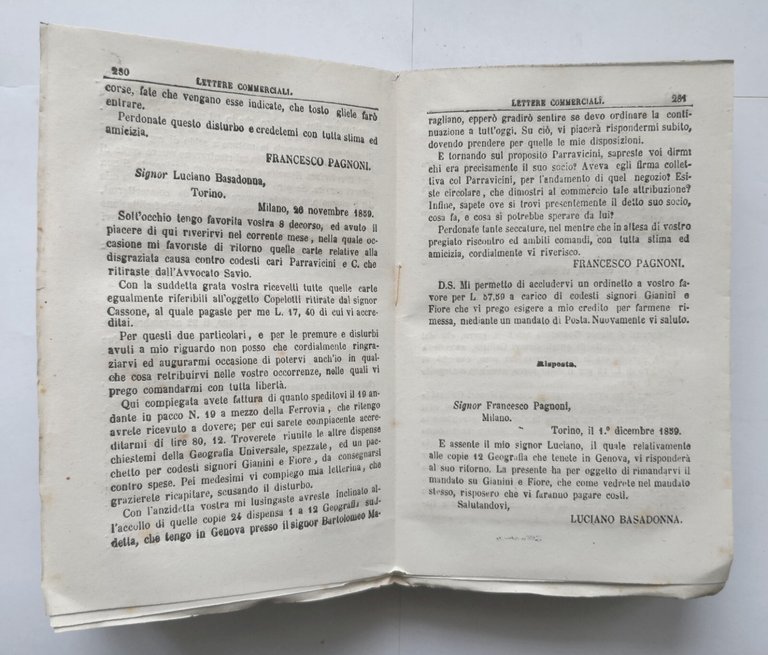 280
LETTERE COMMERCIALI.
corse, fate che vengano esse indicate, che tosto gliele farò
entrare.
Perdonate questo disturbo e credetemi con tutta stima ed
amicizia.
FRANCESCO PAGNONI.
Signor Luciano Basadonna,
Torino.
Milano, 26 novembre 1859.
Sott'occhio tengo favorita vostra 8 decorso, ed avuto il
piacere di qui riverirvi nel corrente mese, nella quale oc-
casione mi favoriste di ritorno quelle carte relative alla
disgraziata causa contro codesti cari Parravicini e C. che
ritiraste dall'Avvocato Savio.
Con la suddetta grata vostra ricevetti tutte quelle carte
egualmente riferibili all'oggetto Copelotti ritirate dal signor
Cassone, al quale pagaste per me L. 17, 40 di cui vi accre-
ditai.
Per questi due particolari, e per le premure e disturbi
avuti a mio riguardo non posso che cordialmente ringra-
ziarvi ed augurarmi occasione di potervi anch'io in qual-
che cosa retribuirvi nelle vostre occorrenze, nelle quali vi
prego comandarmi con tutta libertà.
Qui compiegata avete fattura di quanto speditovi il 19 an-
dante in pacco N. 19 a mezzo della Ferrovia, che ritengo
avrete ricevuto a dovere; per cui sarete compiacente accre-
ditarmi di lire 80, 12. Troverete riunite le altre dispense
chiestemi della Geografia Universale, spezzate, ed un pac-
chetto per codesti signori Gianini e Fiore, da consegnarsi
contro spese. Pei medesimi vi compiego mia letterina, che
grazierete ricapitare, scusando il disturbo.
Con l'anzidetta vostra mi lusingaste avreste inclinato al-
l'accollo di quelle copie 24 dispensa 1 a 12 Geografia sud-
detta, che tengo in Genova presso il signor Bartolomeo Ma-
LETTERE COMMERCIALI.
281
ragliano, epperò gradirò sentire se devo ordinare la conti-
nuazione a tutt'oggi. Su ciò, vi piacerà rispondermi subito,
dovendo prendere per quelle le mie disposizioni.
E tornando sul proposito Parravicini, sapreste voi dirmi
chi era precisamente il suo socio? Aveva egli firma collet-
tiva col Parravicini, per l'andamento di quel negozio? Esi-
ste circolare, che dimostri al commercio tale attribuzione?
Infine, sapete ove si trovi presentemente il detto suo socio,
cosa fa, e cosa si potrebbe sperare da lui?
Perdonate tante seccature, nel mentre che in attesa di vostro
pregiato riscontro ed ambiti comandi, con tutta stima ed
amicizia, cordialmente vi riverisco.
FRANCESCO PAGNONI.
D.S. Mi permetto di accludervi un ordinetto a vostro fa-
vore per L. 57.59 a carico di codesti signori Gianini e
Fiore che vi prego esigere a mio credito per farmene ri-
messa, mediante un mandato di Posta. Nuovamente vi saluto.
Risposta.
Signor Francesco Pagnoni,
Milano.
Torino, il 1.º dicembre 1859.
È assente il mio signor Luciano, il quale relativamente
alle copie 12 Geografia che tenete in Genova, vi risponderà
al suo ritorno. La presente ha per oggetto di rimandarvi il
mandato su Gianini e Fiore, che come vedrete nel mandato
stesso, risposero che vi faranno pagare costì.
Salutandovi,
LUCIANO BASADONNA.